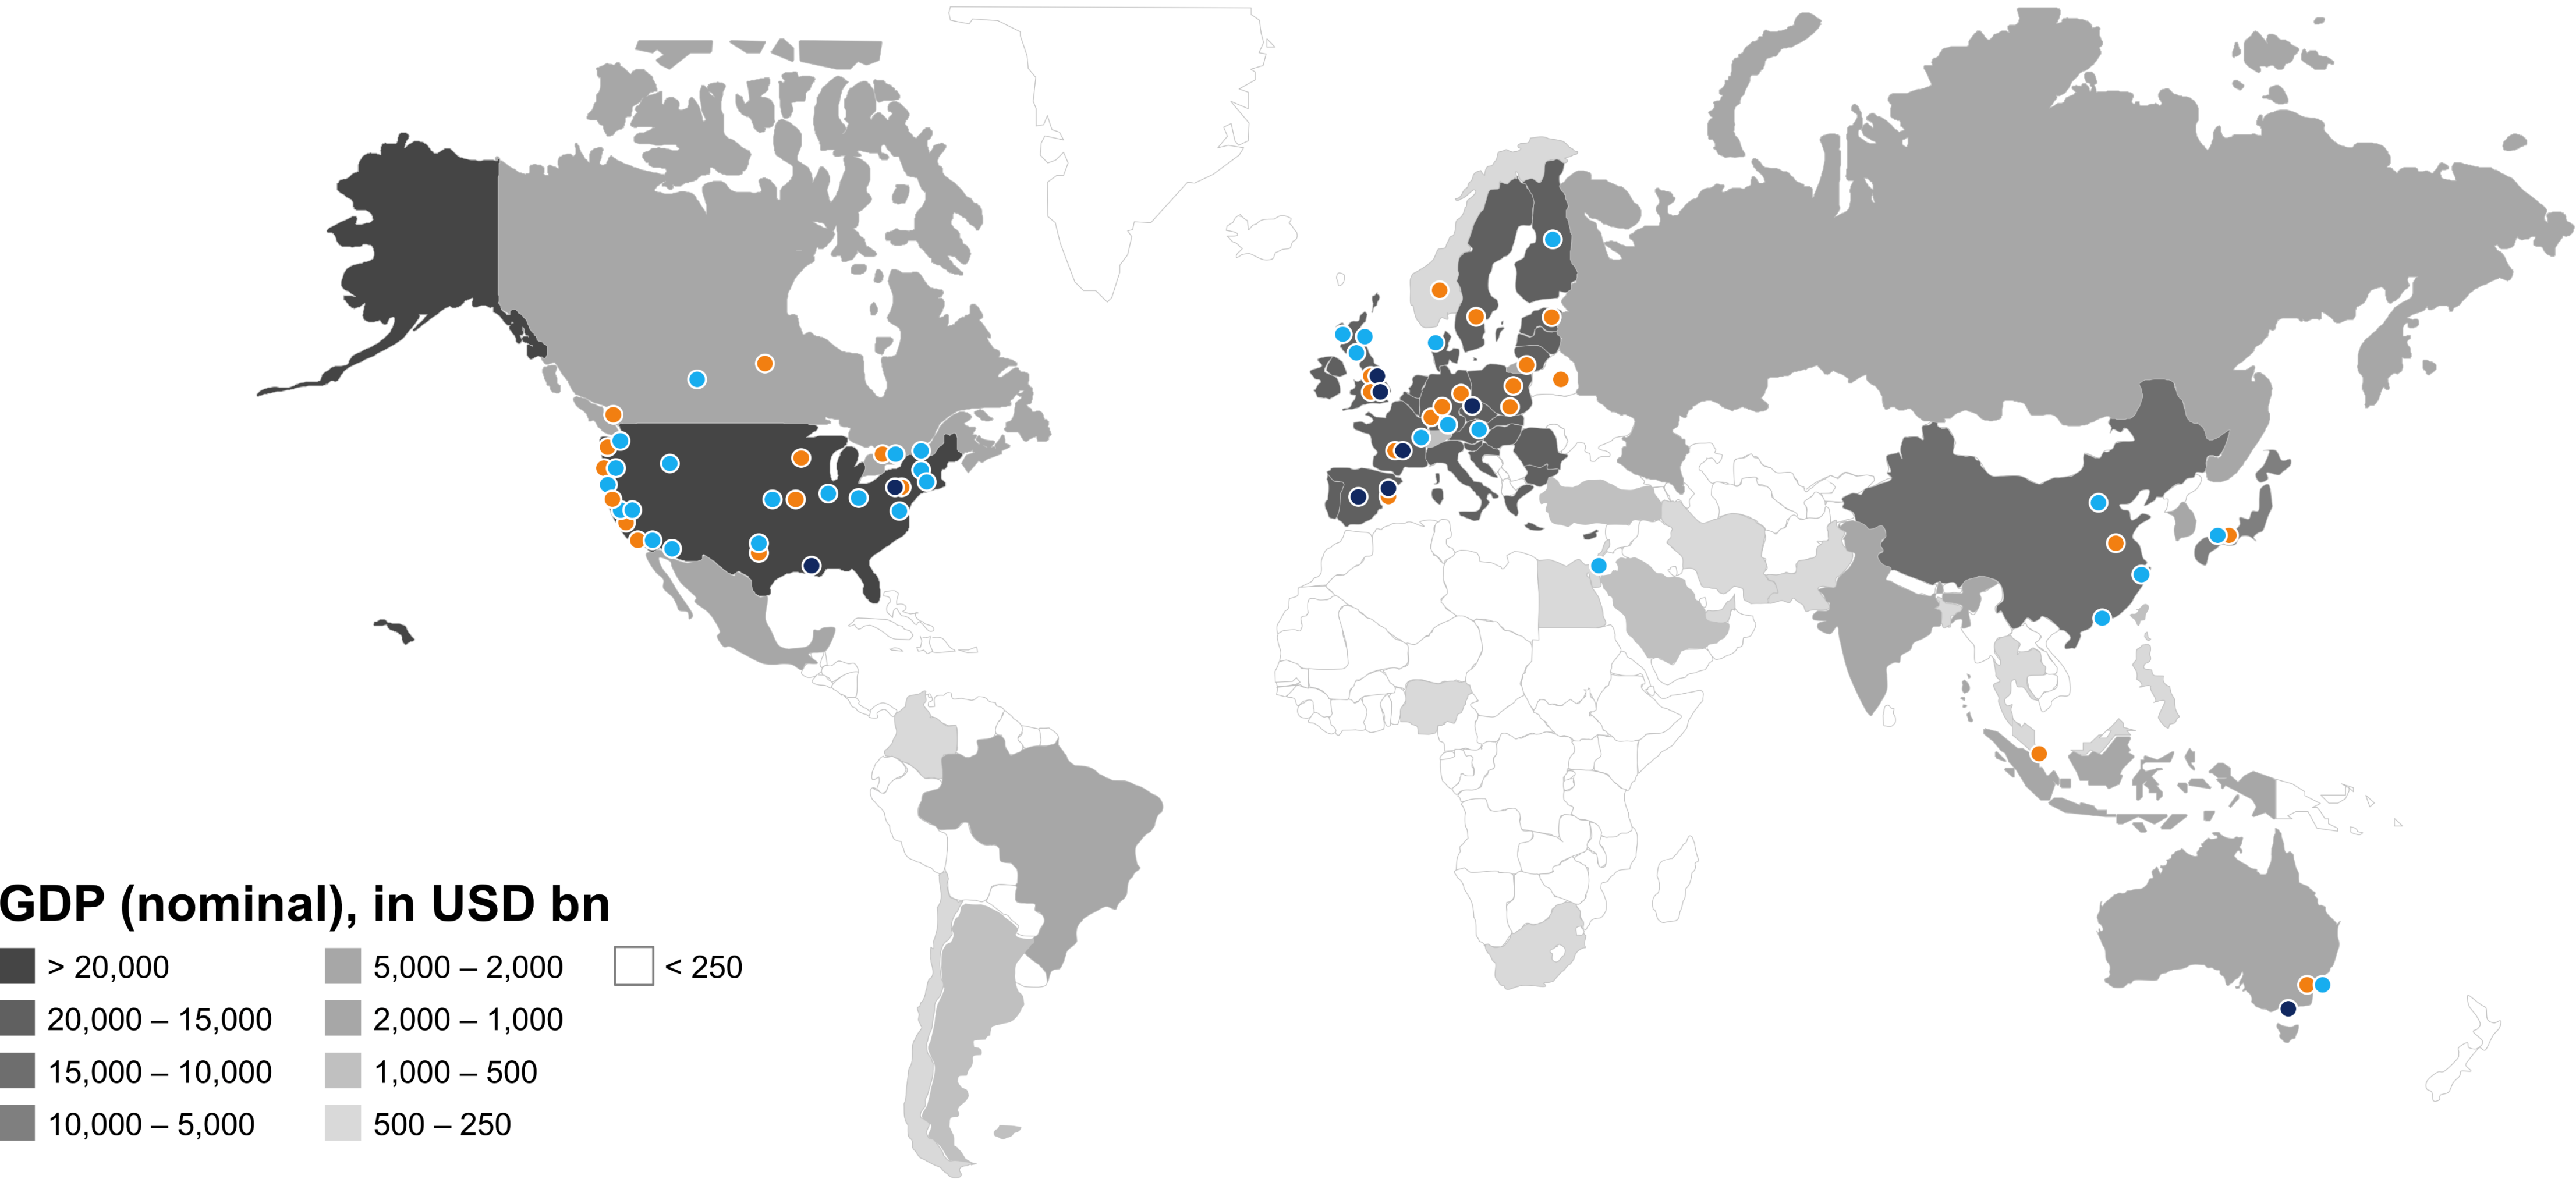 GDP (nominal), in USD bn
> 20,000
20,000 – 15,000
15,000 – 10,000
10,000 – 5,000
5,000 – 2,000
2,000 – 1,000
1,000 – 500
500 – 250
< 250